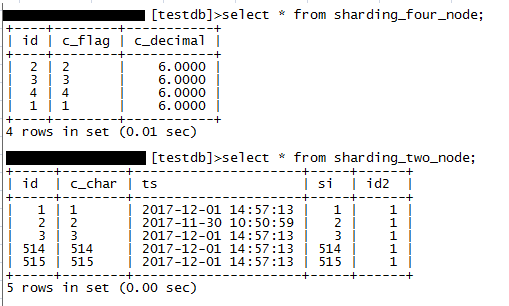 [testdb]>select * from sharding_four_node;
+----+--------+-----------+
| id | c_flag | c_decimal |
+----+--------+-----------+
| 2 | 2 | 6.0000 |
| 3 | 3 | 6.0000 |
| 4 | 4 | 6.0000 |
| 1 | 1 | 6.0000 |
+----+--------+-----------+
4 rows in set (0.01 sec)
[testdb]>select * from sharding_two_node;
+-----+--------+---------------------+-----+-----+
| id | c_char | ts | si | id2 |
+-----+--------+---------------------+-----+-----+
| 1 | 1 | 2017-12-01 14:57:13 | 1 | 1 |
| 2 | 2 | 2017-11-30 10:50:59 | 2 | 1 |
| 3 | 3 | 2017-12-01 14:57:13 | 3 | 1 |
| 514 | 514 | 2017-12-01 14:57:13 | 514 | 1 |
| 515 | 515 | 2017-12-01 14:57:13 | 515 | 1 |
+-----+--------+---------------------+-----+-----+
5 rows in set (0.00 sec)